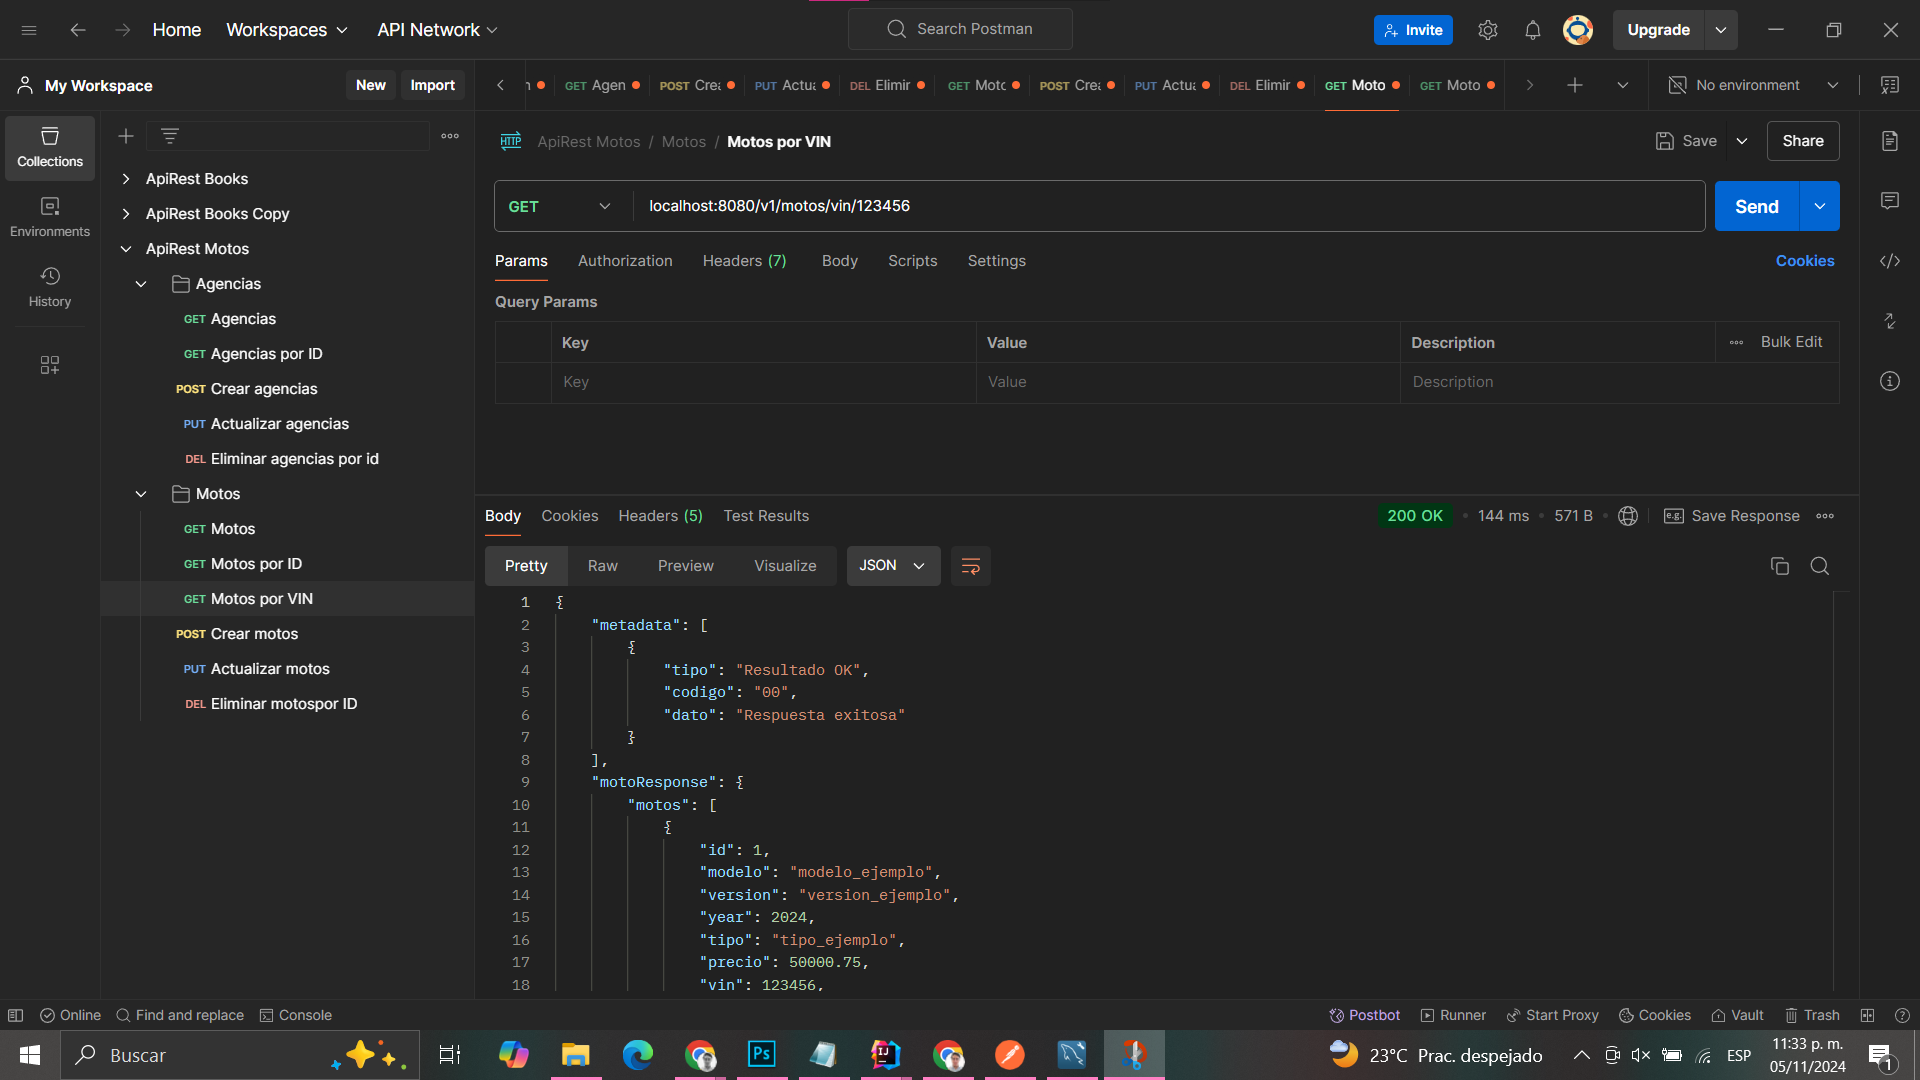 Home
Workspaces
API Network
Search Postman
Invite
Upgrade
My Workspace
New
Import
GET Agen
POST Cre
PUT Actu
DEL Elimir
GET Motc
POST Cre
PUT Actu
DEL Elimir
GET Moto
GET Moto
No environment
Collections
Environments
History
ApiRest Books
ApiRest Books Copy
ApiRest Motos
Agencias
GET Agencias
GET Agencias por ID
POST Crear agencias
PUT Actualizar agencias
DEL Eliminar agencias por id
Motos
GET Motos
GET Motos por ID
GET Motos por VIN
POST Crear motos
PUT Actualizar motos
DEL Eliminar motospor ID
HTTP ApiRest Motos / Motos / Motos por VIN
Save
Share
GET
localhost:8080/v1/motos/vin/123456
Send
Params
Authorization
Headers (7)
Body
Scripts
Settings
Cookies
Query Params
Key
Value
Description
Bulk Edit
Key
Value
Description
Body
Cookies
Headers (5)
Test Results
200 OK
144 ms
571 B
e.g. Save Response
Pretty
Raw
Preview
Visualize
JSON
1 {
2 "metadata": [
3 {
4 "tipo": "Resultado OK",
5 "codigo": "00",
6 "dato": "Respuesta exitosa"
7 }
8 ],
9 "motoResponse": {
10 "motos": [
11 {
12 "id": 1,
13 "modelo": "modelo_ejemplo",
14 "version": "version_ejemplo",
15 "year": 2024,
16 "tipo": "tipo_ejemplo",
17 "precio": 50000.75,
18 "vin": 123456,
Online
Find and replace
Console
Postbot
Runner
Start Proxy
Cookies
Vault
Trash
Buscar
Ps
IJ
23°C Prac. despejado
ESP
11:33 p. m.
05/11/2024
1